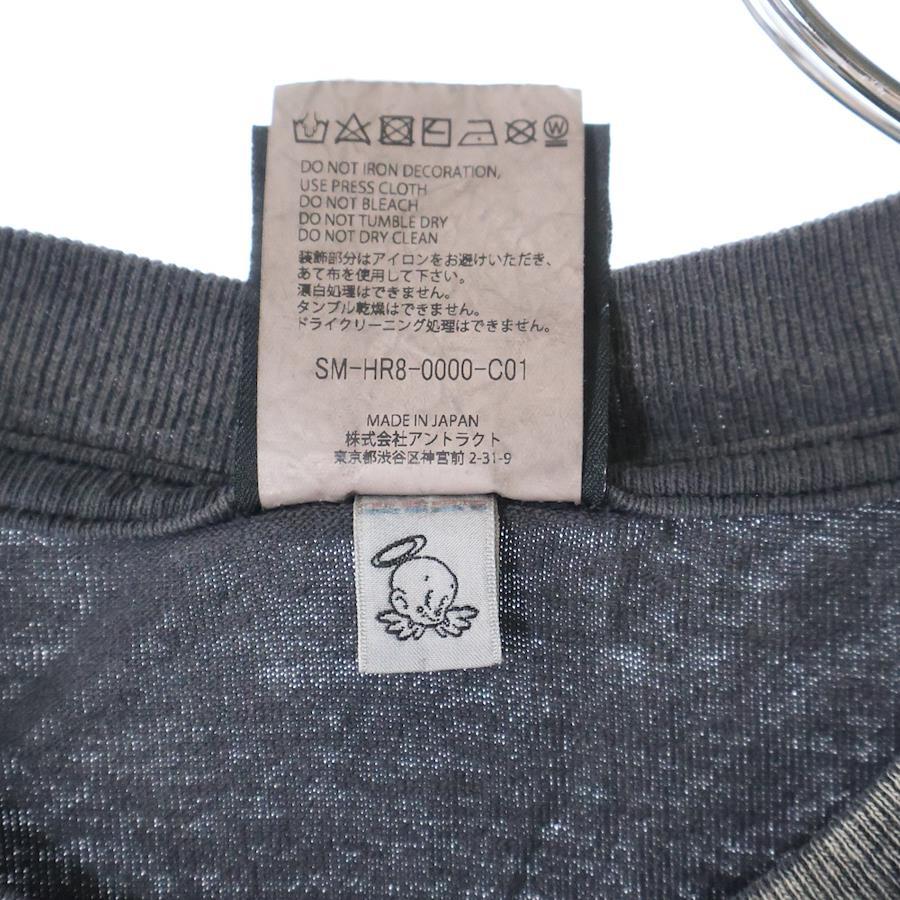 DO NOT IRON DECORATION,
USE PRESS CLOTH
DO NOT BLEACH
DO NOT TUMBLE DRY
DO NOT DRY CLEAN
装飾部分はアイロンをお避けいただき、
あて布を使用して下さい。
漂白処理はできません。
タンブル乾燥はできません。
ドライクリーニング処理はできません。
SM-HR8-0000-C01
MADE IN JAPAN
株式会社アントラクト
東京都渋谷区神宮前 2-31-9